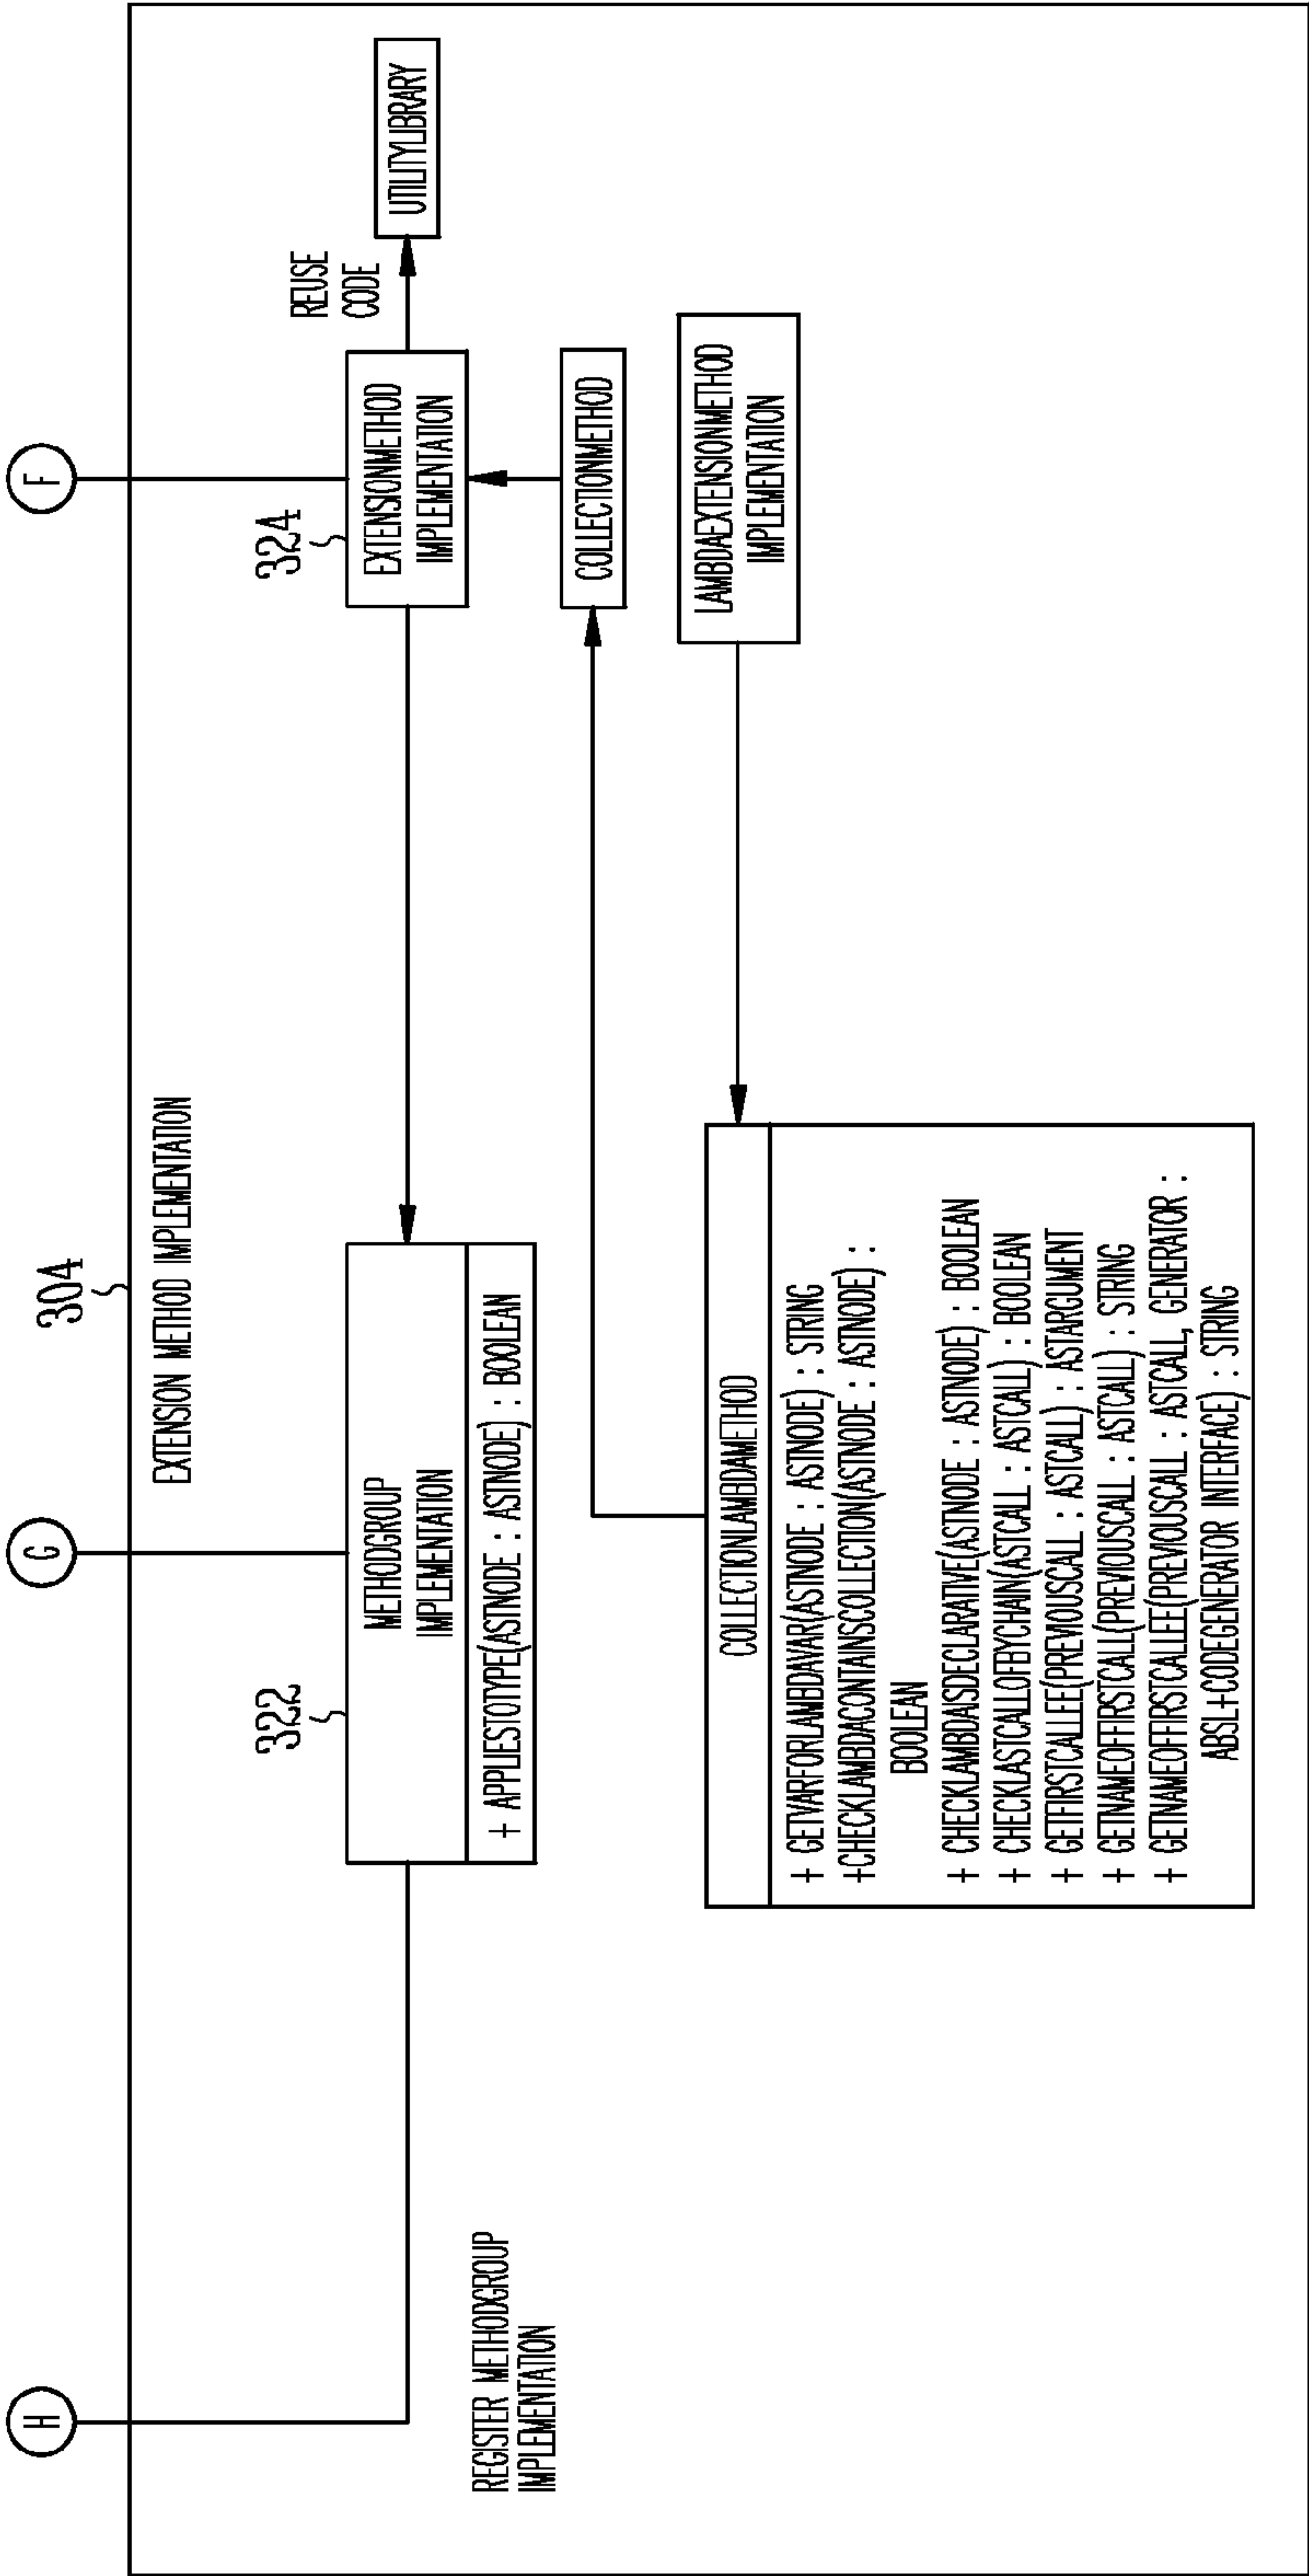 H
G
F
304
EXTENSION METHOD IMPLEMENTATION
322
METHODGROUP
IMPLEMENTATION
+ APPLIESTOTYPE(ASTNODE : ASTNODE) : BOOLEAN
324
EXTENSIONMETHOD
IMPLEMENTATION
REUSE
CODE
UTILITYLIBRARY
REGISTER METHODGROUP
IMPLEMENTATION
COLLECTIONMETHOD
LAMBDAEXTENSIONMETHOD
IMPLEMENTATION
COLLECTIONLAMBDAMETHOD
+ GETVARFORLAMBDAVAR(ASTNODE : ASTNODE) : STRING
+CHECKLAMBDACONTAINSCOLLECTION(ASTNODE : ASTNODE) :
BOOLEAN
+ CHECKLAMBDAISDECLARATIVE(ASTNODE : ASTNODE) : BOOLEAN
+ CHECKLASTCALLOFBYCHAIN(ASTCALL : ASTCALL) : BOOLEAN
+ GETFIRSTCALLEE(PREVIOUSCALL : ASTCALL) : ASTARGUMENT
+ GETNAMEOFFIRSTCALL(PREVIOUSCALL : ASTCALL) : STRING
+ GETNAMEOFFIRSTCALLEE(PREVIOUSCALL : ASTCALL, GENERATOR :
ABSL+CODEGENERATOR INTERFACE) : STRING